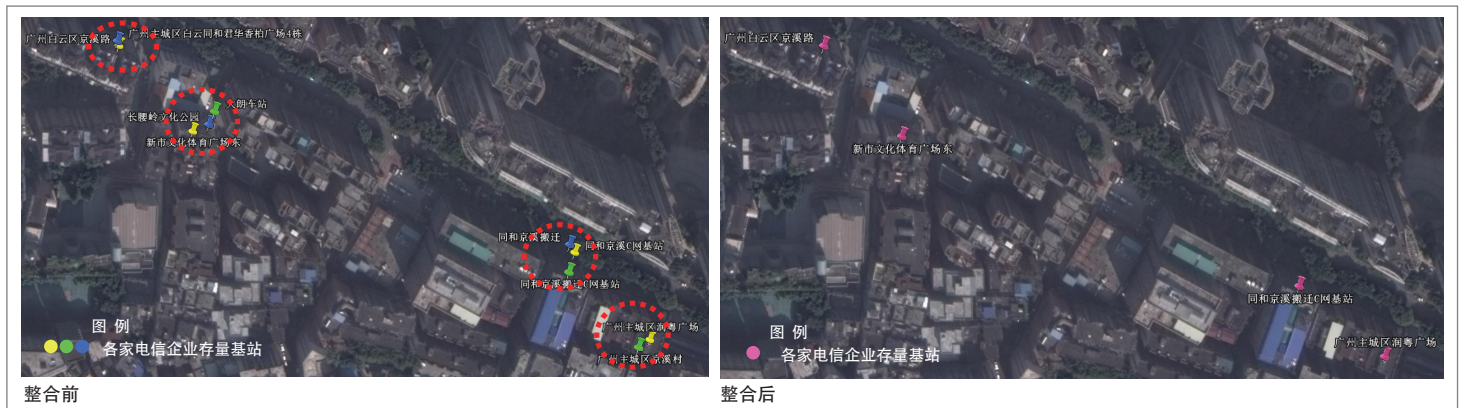 广州白云区京溪路
广州主城区白云同和君华香柏广场4栋
大朗车站
长腰岭文化公园
新市文化体育广场东
同和京溪搬迁
同和京溪C网基站
同和京溪搬迁C网基站
广州主城区润粤广场
广州主城区京溪村
图 例
各家电信企业存量基站
整合前
广州白云区京溪路
新市文化体育广场东
同和京溪搬迁C网基站
广州主城区润粤广场
图 例
各家电信企业存量基站
整合后